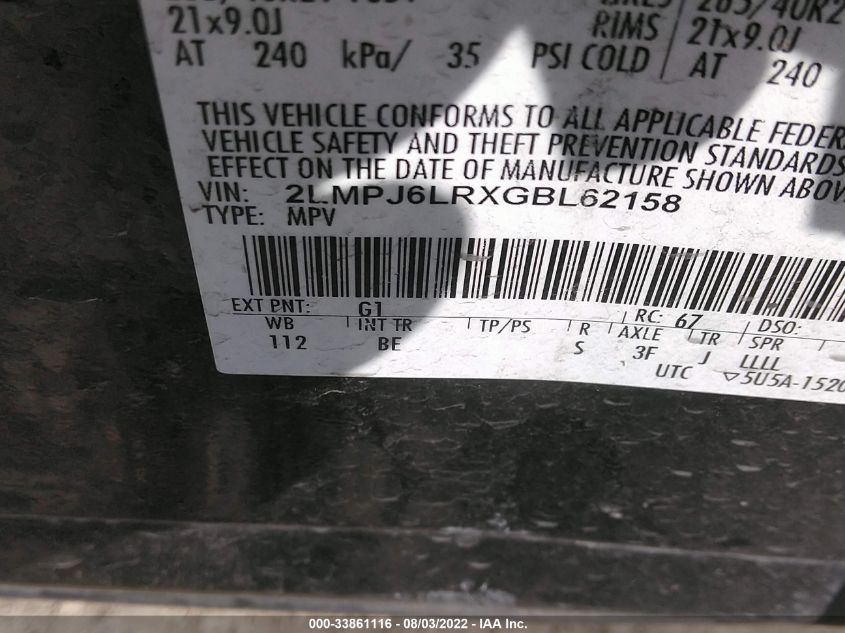 265/40R2
21x9.0J RIMS 21x9.0J
AT 240 kPa/ 35 PSI COLD AT 240
THIS VEHICLE CONFORMS TO ALL APPLICABLE FEDER
VEHICLE SAFETY AND THEFT PREVENTION STANDARDS
EFFECT ON THE DATE OF MANUFACTURE SHOWN ABOV
VIN: 2LMPJ6LRXGBL62158
TYPE: MPV
EXT PNT: G1 RC: 67 DSO:
WB INT TR TP/PS R AXLE TR SPR
112 BE S 3F J LLLL
UTC ▽5U5A-1520
000-33861116 - 08/03/2022 - IAA Inc.